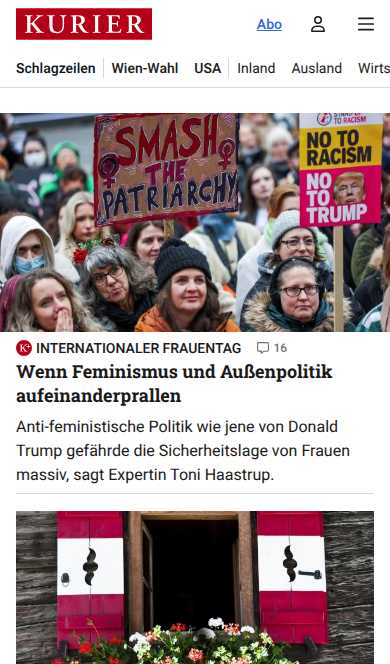 KURIER
Abo
Schlagzeilen Wien-Wahl USA Inland Ausland Wirts
SMASH
THE
PATRIARCHY
TO RACISM
NO TO
RACISM
NO
TO
TRUMP
K+ INTERNATIONALER FRAUENTAG 16
Wenn Feminismus und Außenpolitik
aufeinanderprallen
Anti-feministische Politik wie jene von Donald
Trump gefährde die Sicherheitslage von Frauen
massiv, sagt Expertin Toni Haastrup.